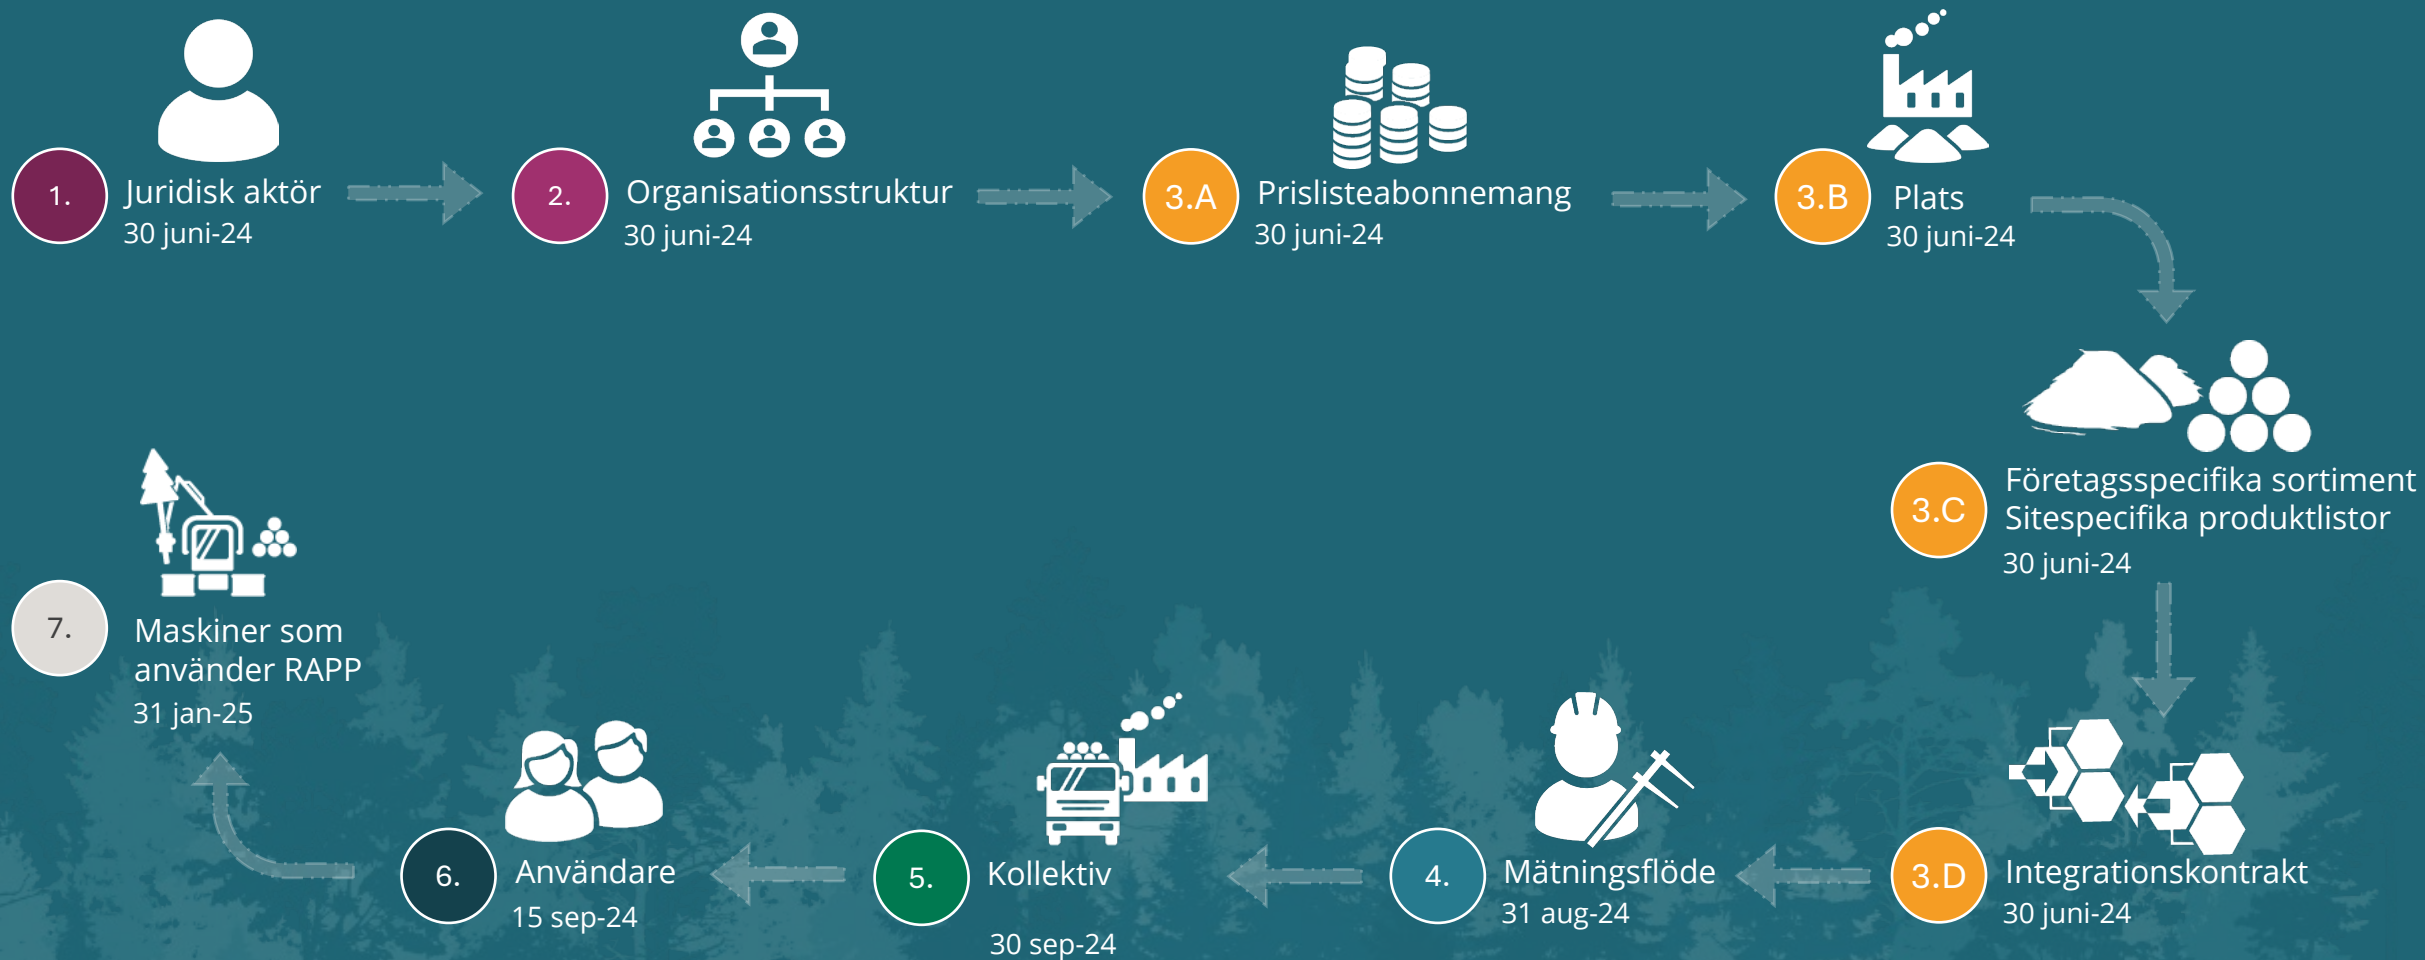 1.
Juridisk aktör
30 juni-24
2.
Organisationsstruktur
30 juni-24
3.A
Prislisteabonnemang
30 juni-24
3.B
Plats
30 juni-24
3.C
Företagsspecifika sortiment
Sitespecifika produktlistor
30 juni-24
3.D
Integrationskontrakt
30 juni-24
4.
Mätningsflöde
31 aug-24
5.
Kollektiv
30 sep-24
6.
Användare
15 sep-24
7.
Maskiner som
använder RAPP
31 jan-25